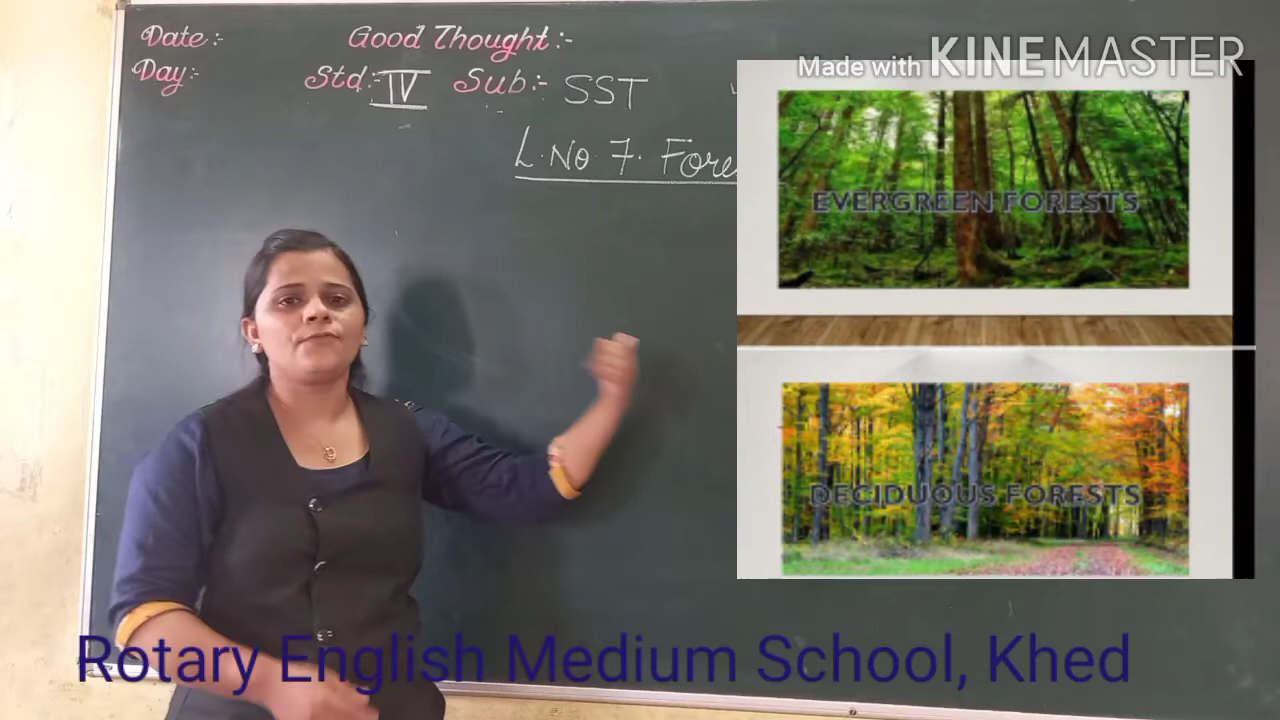 Date:-
Good Thought:-
Day:-
Std:- IV Sub:- SST
L.No 7. Fore
Made with KINEMASTER
EVERGREEN FORESTS
DECIDUOUS FORESTS
Rotary English Medium School, Khed